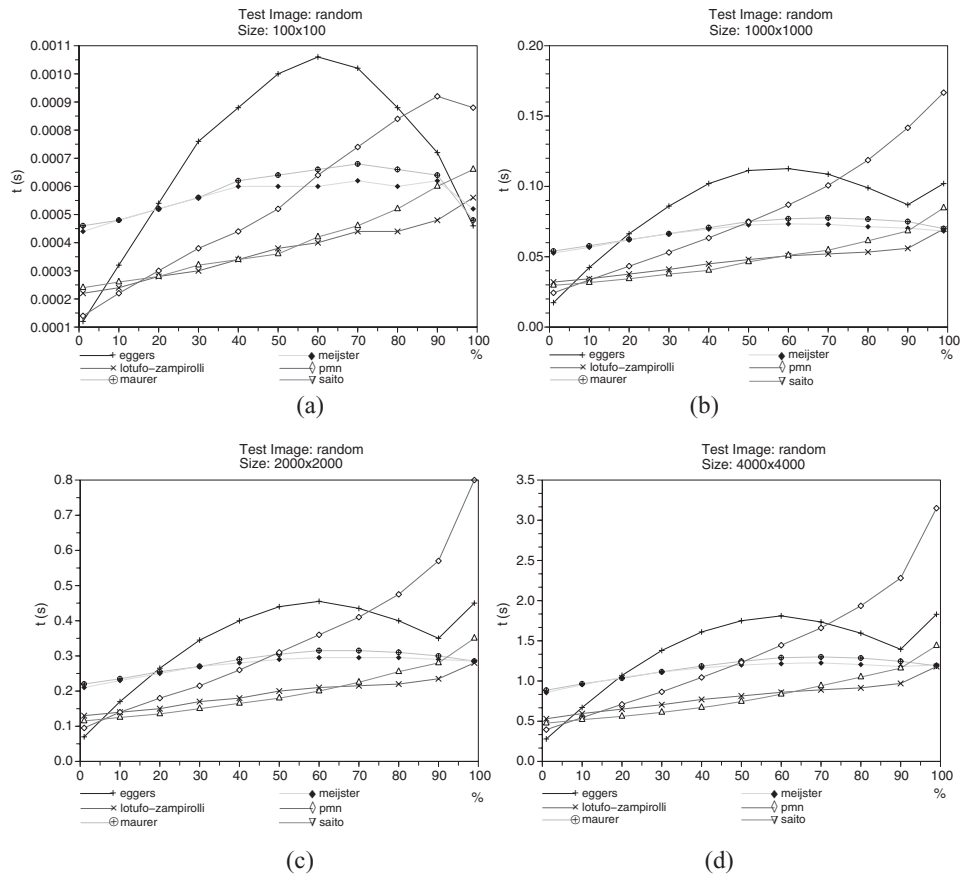 (a)
Test Image: random
Size: 100x100
0.0011
0.0010
0.0009
0.0008
0.0007
0.0006
0.0005
0.0004
0.0003
0.0002
0.0001
t (s)
0 10 20 30 40 50 60 70 80 90 100
%
eggers
lotufo-zampirolli
maurer
meijster
pmn
saito
(b)
Test Image: random
Size: 1000x1000
0.20
0.15
0.10
0.05
0.00
t (s)
0 10 20 30 40 50 60 70 80 90 100
%
eggers
lotufo-zampirolli
maurer
meijster
pmn
saito
Test Image: random
Size: 2000x2000
0.8
0.7
0.6
0.5
0.4
0.3
0.2
0.1
0.0
t (s)
0 10 20 30 40 50 60 70 80 90 100
%
eggers
lotufo-zampirolli
maurer
meijster
pmn
saito
(c)
Test Image: random
Size: 4000x4000
3.5
3.0
2.5
2.0
1.5
1.0
0.5
0.0
t (s)
0 10 20 30 40 50 60 70 80 90 100
%
eggers
lotufo-zampirolli
maurer
meijster
pmn
saito
(d)